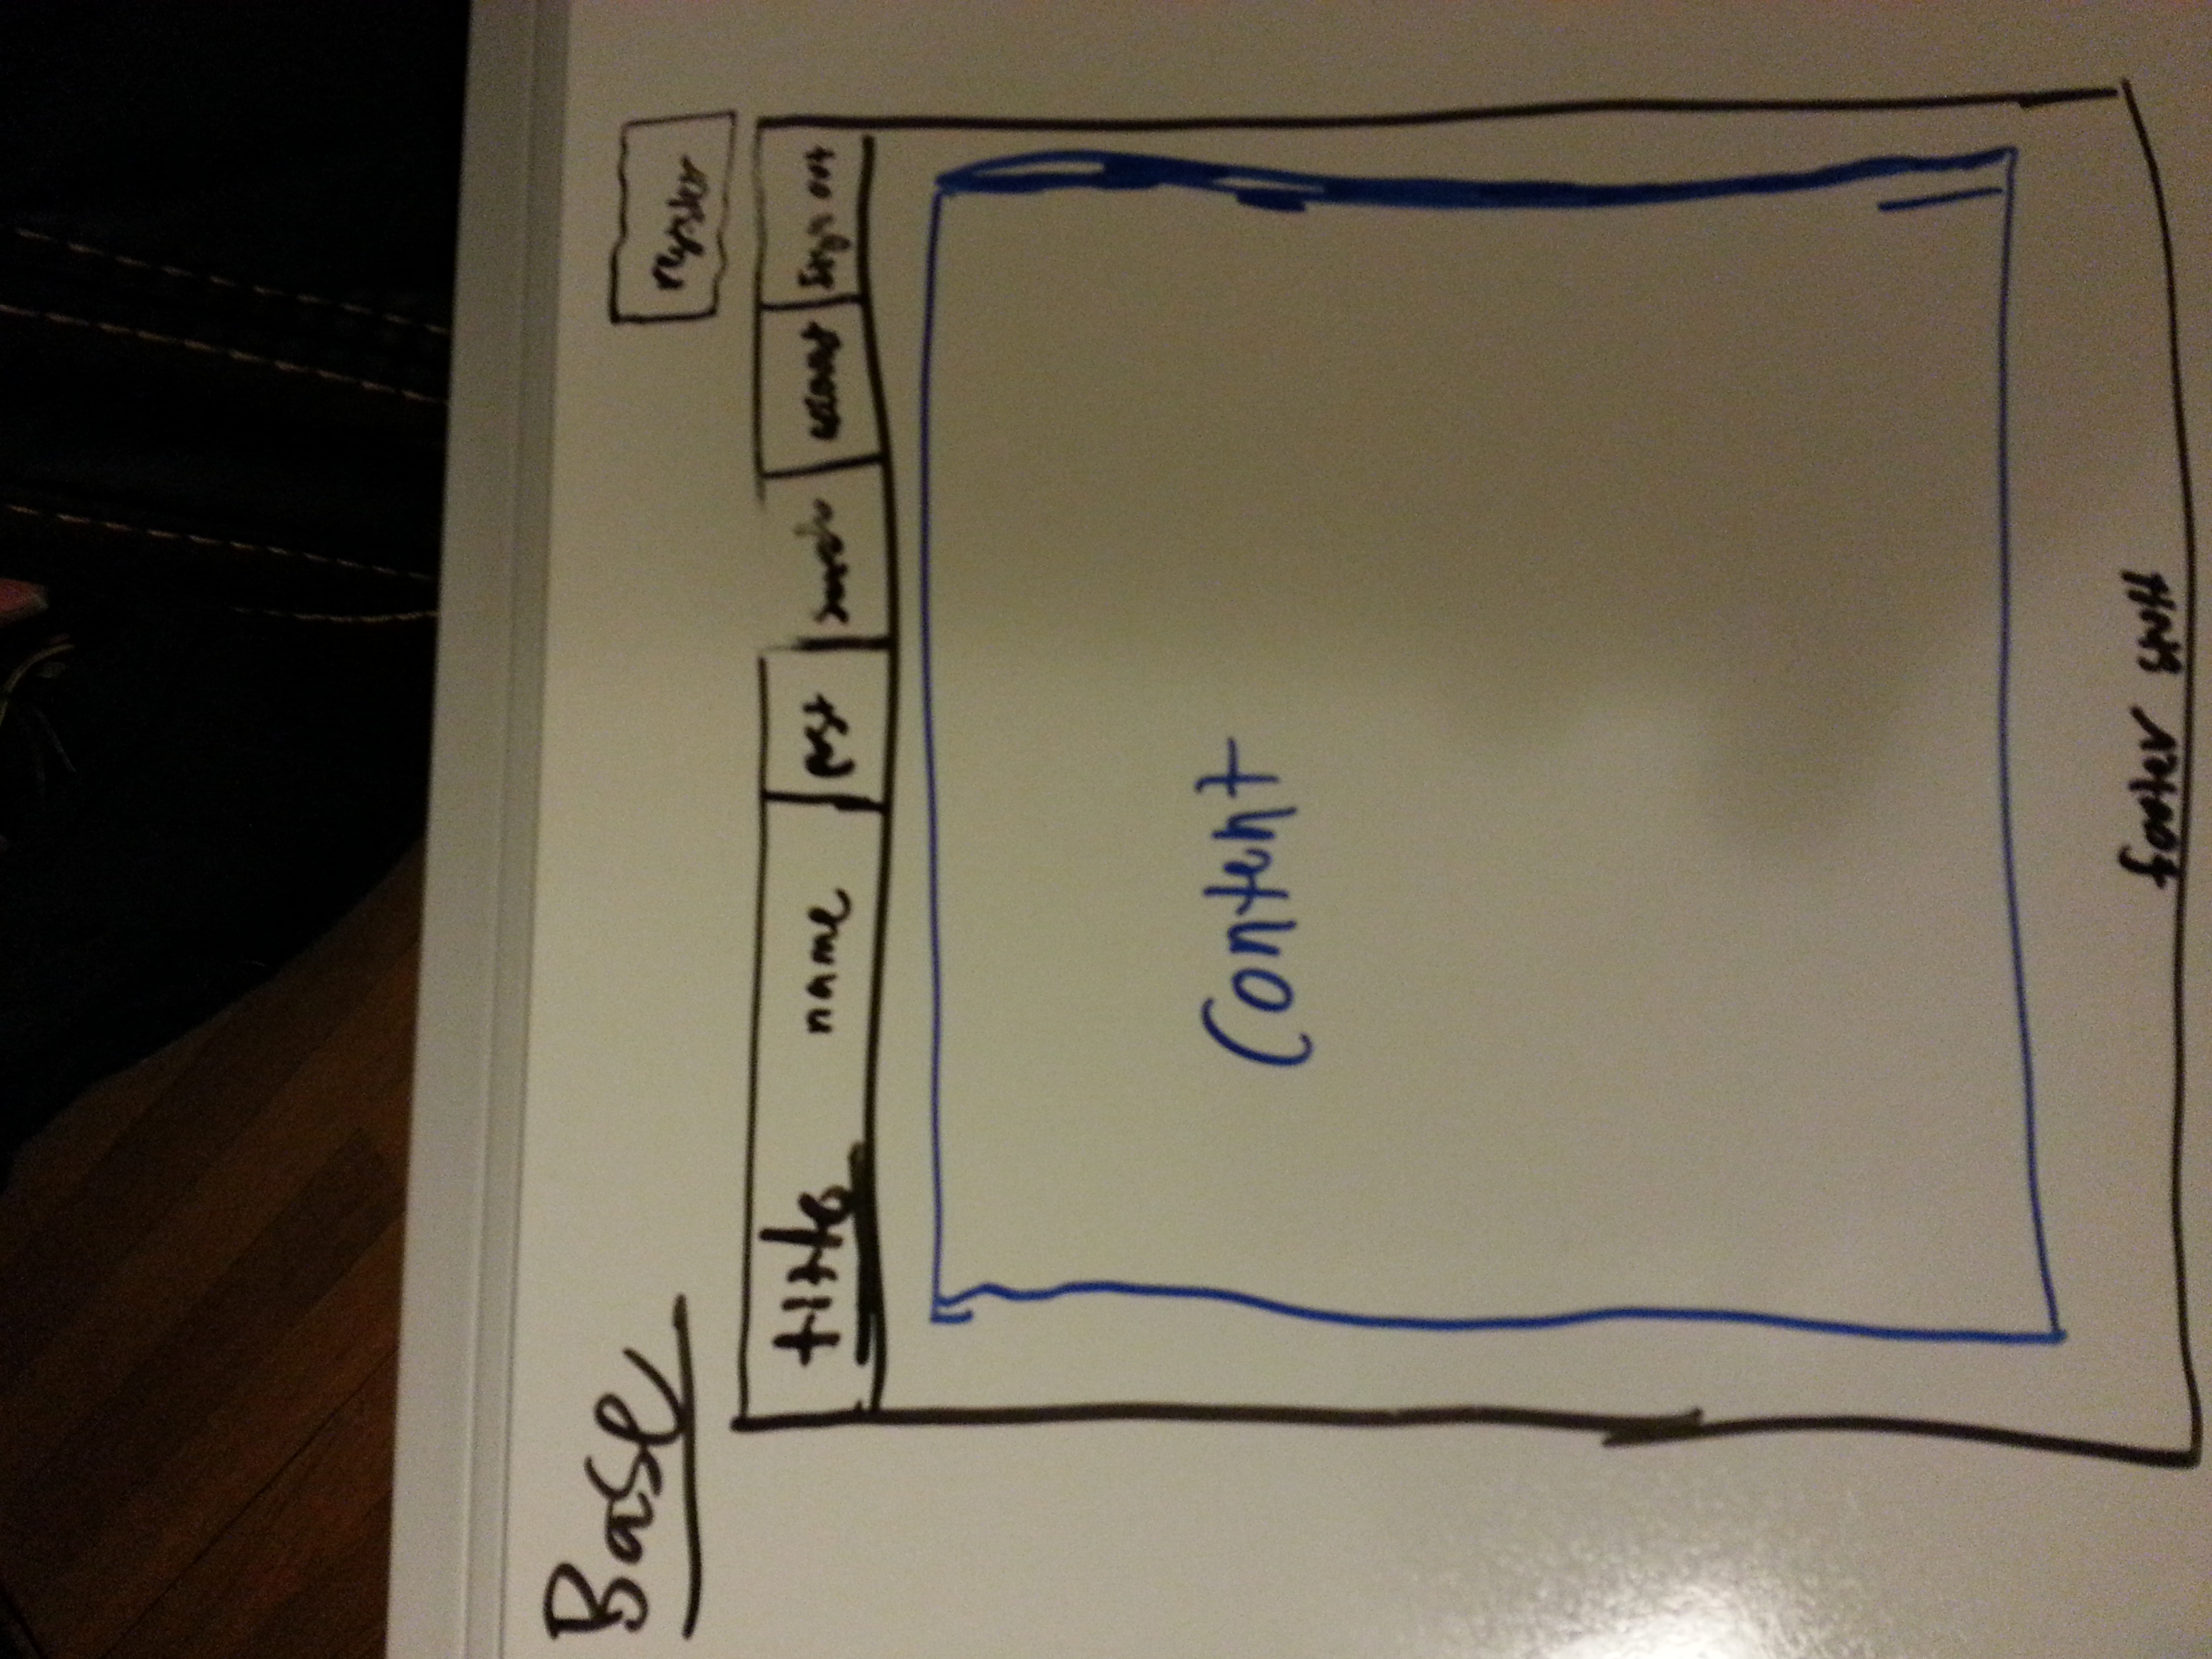 Base
register
title name post search account Sign out
Content
footer stuff